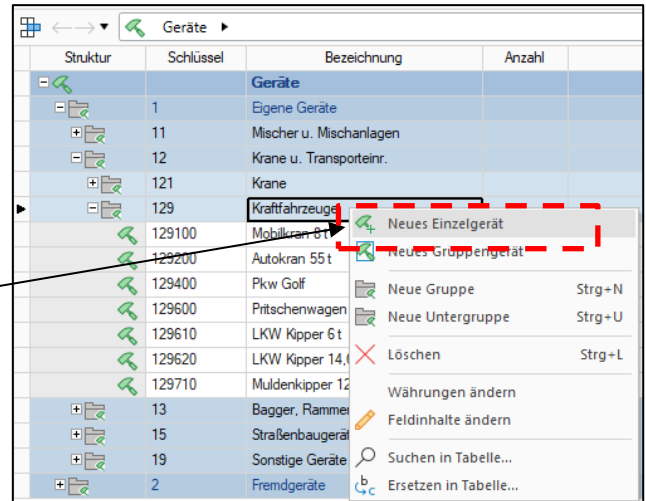 Geräte
Struktur Schlüssel Bezeichnung Anzahl
Geräte
1 Eigene Geräte
11 Mischer u. Mischanlagen
12 Krane u. Transporteinr.
121 Krane
129 Kraftfahrzeuge
129100 Mobilkran 8 t
129200 Autokran 55 t
129400 Pkw Golf
129600 Pritschenwagen
129610 LKW Kipper 6 t
129620 LKW Kipper 14,
129710 Muldenkipper 12
13 Bagger, Ramme
15 Straßenbaugerä
19 Sonstige Geräte
2 Fremdgeräte
Neues Einzelgerät
Neues Gruppengerät
Neue Gruppe Strg+N
Neue Untergruppe Strg+U
Löschen Strg+L
Währungen ändern
Feldinhalte ändern
Suchen in Tabelle...
Ersetzen in Tabelle...